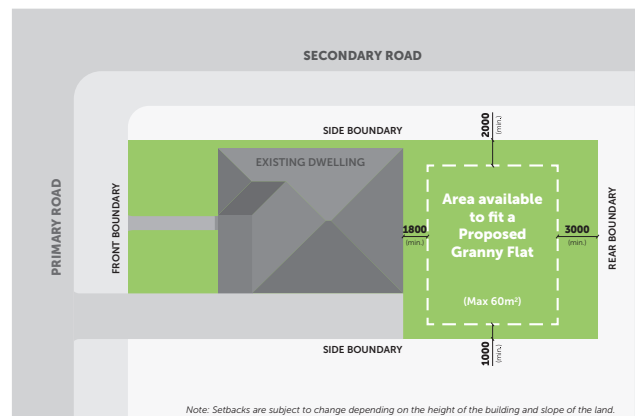 SECONDARY ROAD
SIDE BOUNDARY
2000
(min.)
EXISTING DWELLING
PRIMARY ROAD
FRONT BOUNDARY
Area available
to fit a
Proposed
Granny Flat
(Max 60m²)
1800
(min.)
3000
(min.)
REAR BOUNDARY
SIDE BOUNDARY
1000
(min.)
Note: Setbacks are subject to change depending on the height of the building and slope of the land.